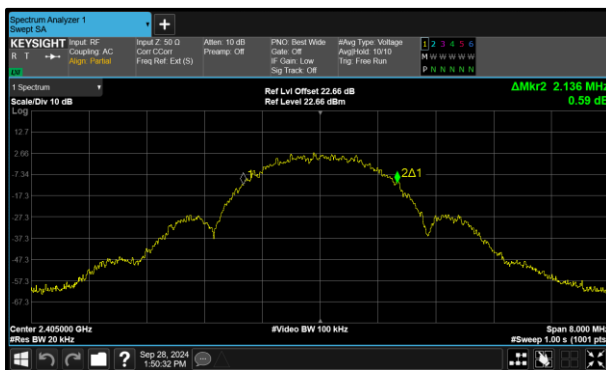 Spectrum Analyzer 1
Swept SA
KEYSIGHT Input: RF Input Z: 50 Ω Atten: 10 dB PNO: Best Wide #Avg Type: Voltage 1 2 3 4 5 6
R T Coupling: AC Corr CCorr Preamp: Off Gate: Off Avg|Hold: 10/10 M W W W W W
Align: Partial Freq Ref: Ext (S) IF Gain: Low Trig: Free Run
Sig Track: Off P N N N N N
1 Spectrum Ref Lvl Offset 22.66 dB ΔMkr2 2.136 MHz
Scale/Div 10 dB Ref Level 22.66 dBm 0.59 dB
Log
12.7
2.66
-7.34
1
2Δ1
-17.3
-27.3
-37.3
-47.3
-57.3
-67.3
Center 2.405000 GHz #Video BW 100 kHz Span 8.000 MHz
#Res BW 20 kHz #Sweep 1.00 s (1001 pts)
? Sep 28, 2024
1:50:32 PM